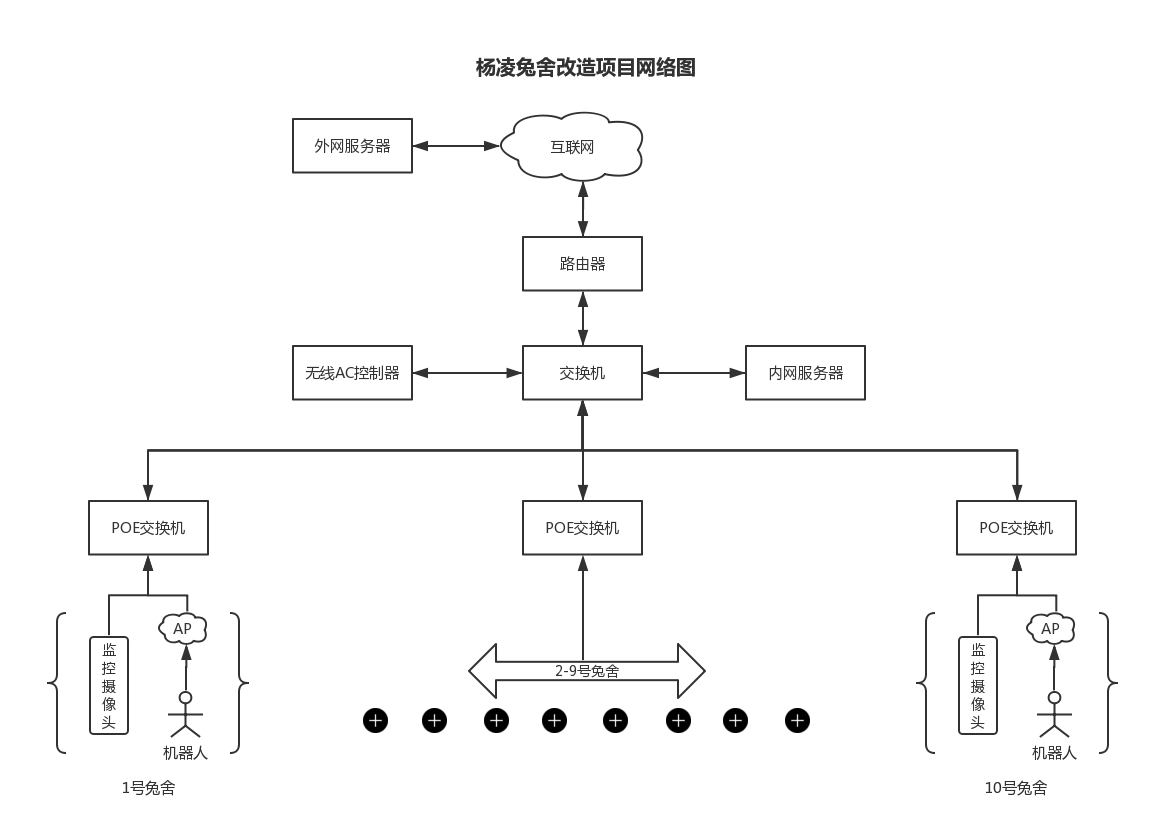 杨凌兔舍改造项目网络图
外网服务器
互联网
路由器
无线AC控制器
交换机
内网服务器
POE交换机
POE交换机
POE交换机
AP
监控摄像头
机器人
1号兔舍
2-9号兔舍
AP
监控摄像头
机器人
10号兔舍